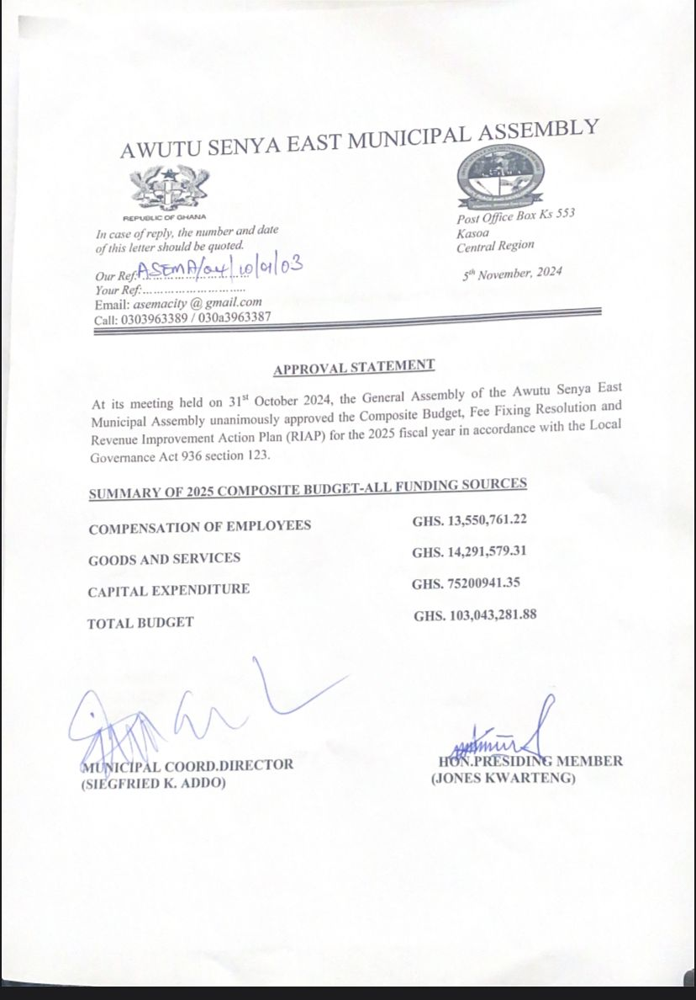 AWUTU SENYA EAST MUNICIPAL ASSEMBLY
REPUBLIC OF GHANA
In case of reply, the number and date
of this letter should be quoted.
Our Ref:ASEMA/04/10/01/03
Your Ref:..............................
Email: asemacity @ gmail.com
Call: 0303963389 / 030a3963387
Post Office Box Ks 553
Kasoa
Central Region
5th November, 2024
APPROVAL STATEMENT
At its meeting held on 31st October 2024, the General Assembly of the Awutu Senya East
Municipal Assembly unanimously approved the Composite Budget, Fee Fixing Resolution and
Revenue Improvement Action Plan (RIAP) for the 2025 fiscal year in accordance with the Local
Governance Act 936 section 123.
SUMMARY OF 2025 COMPOSITE BUDGET-ALL FUNDING SOURCES
COMPENSATION OF EMPLOYEES GHS. 13,550,761.22
GOODS AND SERVICES GHS. 14,291,579.31
CAPITAL EXPENDITURE GHS. 75200941.35
TOTAL BUDGET GHS. 103,043,281.88
MUNICIPAL COORD.DIRECTOR
(SIEGFRIED K. ADDO)
HON.PRESIDING MEMBER
(JONES KWARTENG)